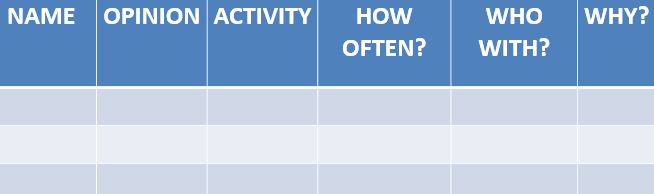 NAME
OPINION
ACTIVITY
HOW
OFTEN?
WHO
WITH?
WHY?